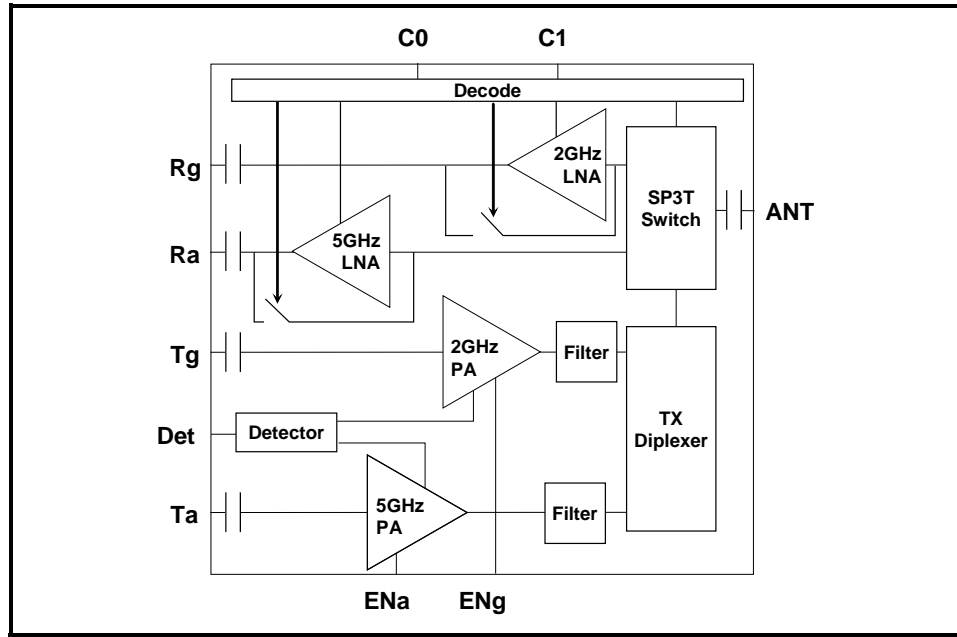 C0
C1
Decode
Rg
2GHz
LNA
SP3T
Switch
ANT
Ra
5GHz
LNA
Tg
2GHz
PA
Filter
TX
Diplexer
Det
Detector
Ta
5GHz
PA
Filter
ENa
ENg